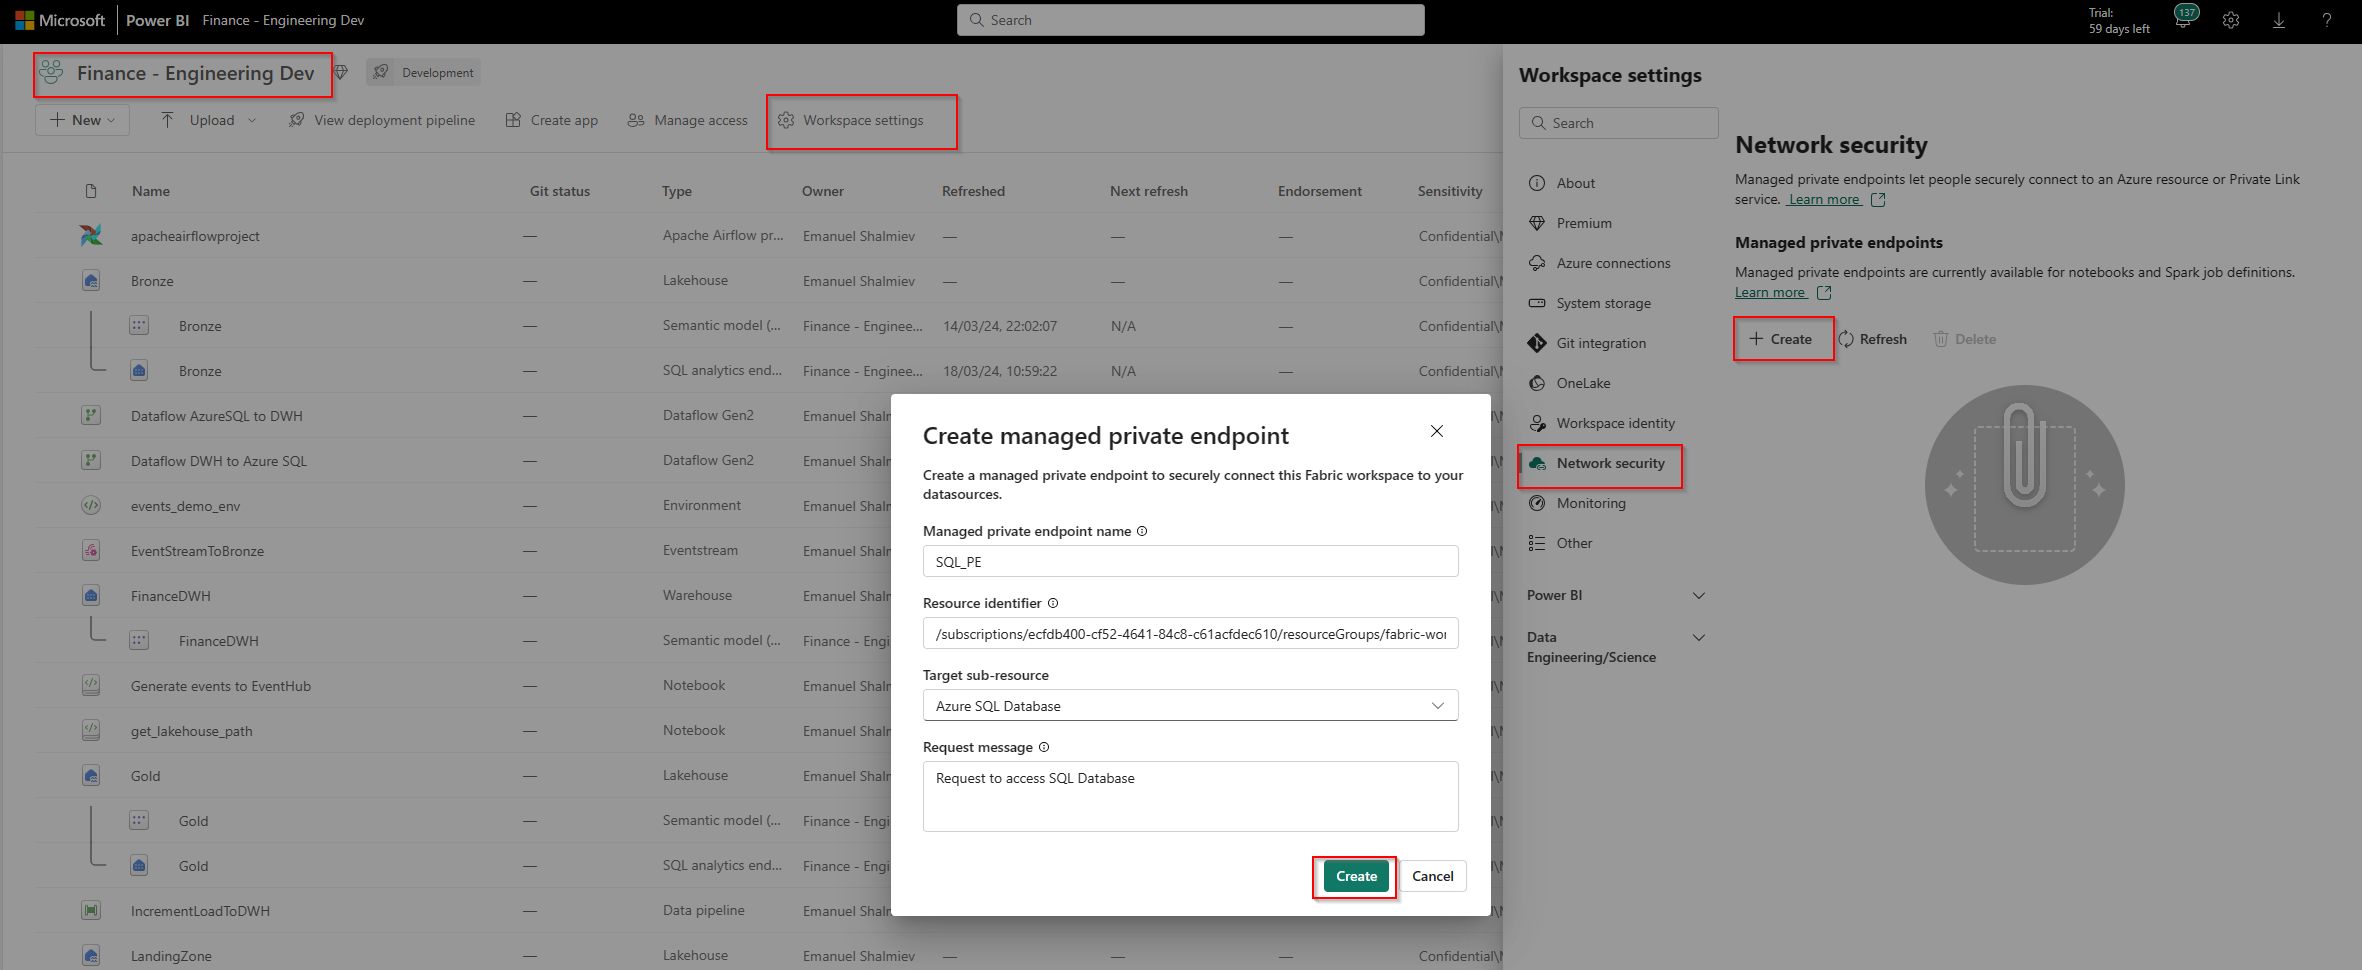 Microsoft Power BI Finance - Engineering Dev Search Trial: 137
59 days left ?
Finance - Engineering Dev Development
New Upload View deployment pipeline Create app Manage access Workspace settings
Name Git status Type Owner Refreshed Next refresh Endorsement Sensitivity
apacheairflowproject — Apache Airflow pr... Emanuel Shalmiev — — — Confidential\
Bronze — Lakehouse Emanuel Shalmiev — — — Confidential\
Bronze — Semantic model (... Finance - Enginee... 14/03/24, 22:02:07 N/A — Confidential\
Bronze — SQL analytics end... Finance - Enginee... 18/03/24, 10:59:22 N/A — Confidential\
Dataflow AzureSQL to DWH — Dataflow Gen2 Emanuel Shalm
Dataflow DWH to Azure SQL — Dataflow Gen2 Emanuel Shalm
events_demo_env — Environment Emanuel Shalm
EventStreamToBronze — Eventstream Emanuel Shalm
FinanceDWH — Warehouse Emanuel Shalm
FinanceDWH — Semantic model (... Finance - Engi
Generate events to EventHub — Notebook Emanuel Shalm
get_lakehouse_path — Notebook Emanuel Shalm
Gold — Lakehouse Emanuel Shalm
Gold — Semantic model (... Finance - Engi
Gold — SQL analytics end... Finance - Engi
IncrementLoadToDWH — Data pipeline Emanuel Shalm
LandingZone — Lakehouse Emanuel Shalmiev — — — Confidential\
Create managed private endpoint
Create a managed private endpoint to securely connect this Fabric workspace to your
datasources.
Managed private endpoint name
SQL_PE
Resource identifier
/subscriptions/ecfdb400-cf52-4641-84c8-c61acfdec610/resourceGroups/fabric-wor
Target sub-resource
Azure SQL Database
Request message
Request to access SQL Database
Create Cancel
Workspace settings
Search
About
Premium
Azure connections
System storage
Git integration
OneLake
Workspace identity
Network security
Monitoring
Other
Power BI
Data
Engineering/Science
Network security
Managed private endpoints let people securely connect to an Azure resource or Private Link
service. Learn more
Managed private endpoints
Managed private endpoints are currently available for notebooks and Spark job definitions.
Learn more
Create Refresh Delete